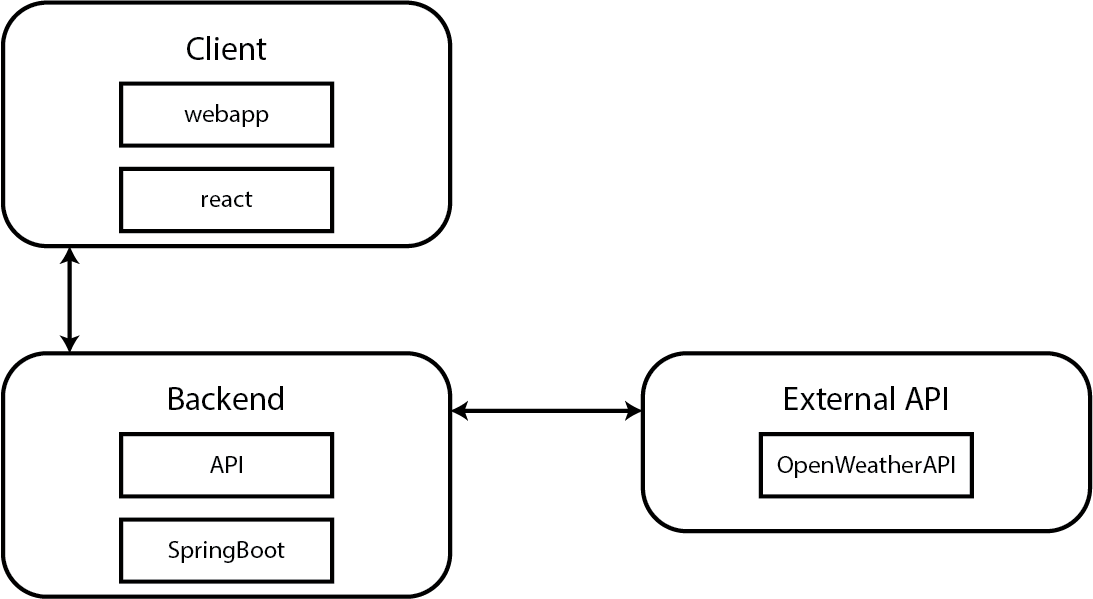 Client
webapp
react
Backend
API
SpringBoot
External API
OpenWeatherAPI